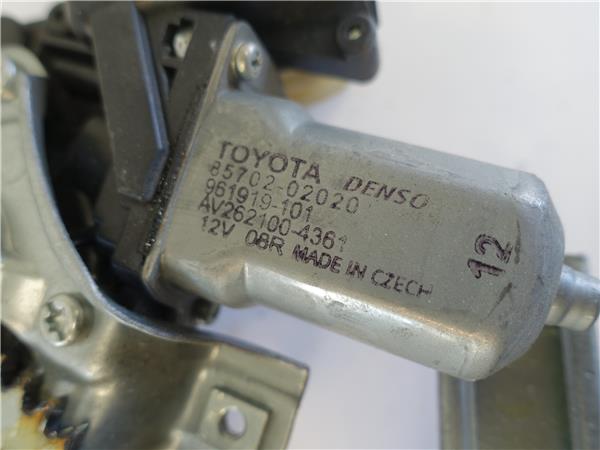 TOYOTA DENSO
85702-02020
961919-101
AV262100-4361
12V 08R MADE IN CZECH
12